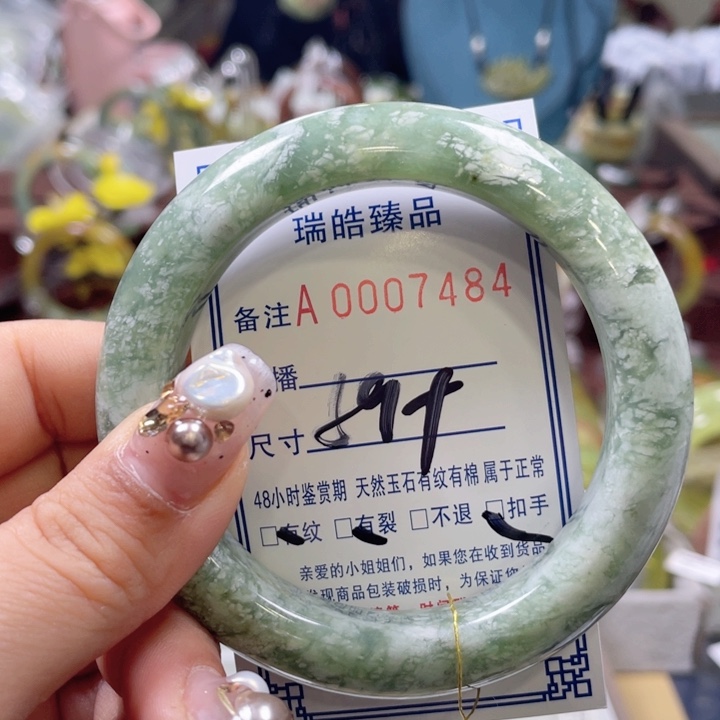 瑞皓臻品
备注A 0007484
播
尺寸
48小时鉴赏期 天然玉石有纹有棉 属于正常
□有纹 □有裂 □不退 □扣手
亲爱的小姐姐们，如果您在收到货品
发现商品包装破损时，为保证您